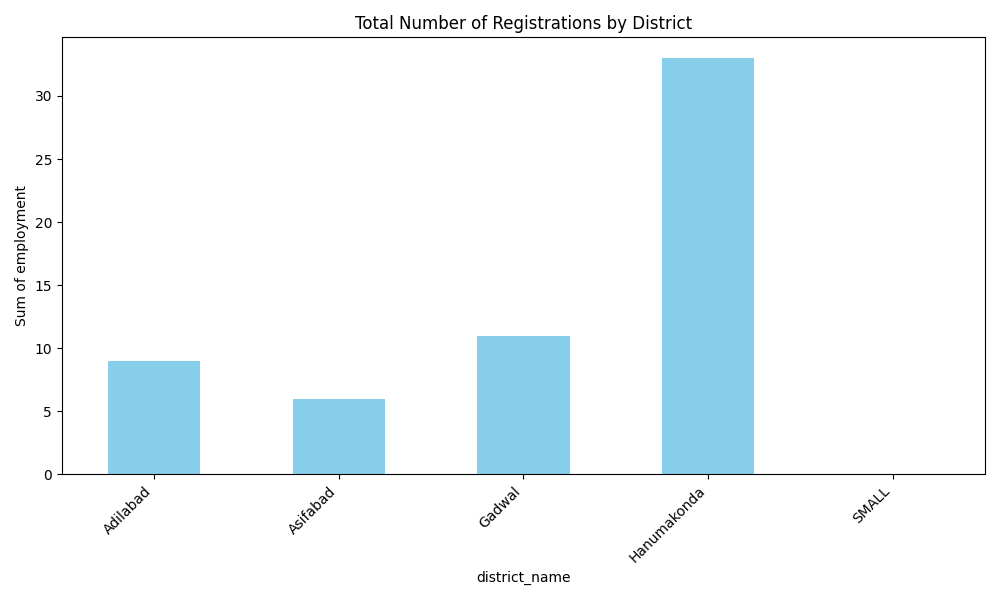 Total Number of Registrations by District
Sum of employment
30
25
20
15
10
5
0
Adilabad
Asifabad
Gadwal
Hanumakonda
SMALL
district_name